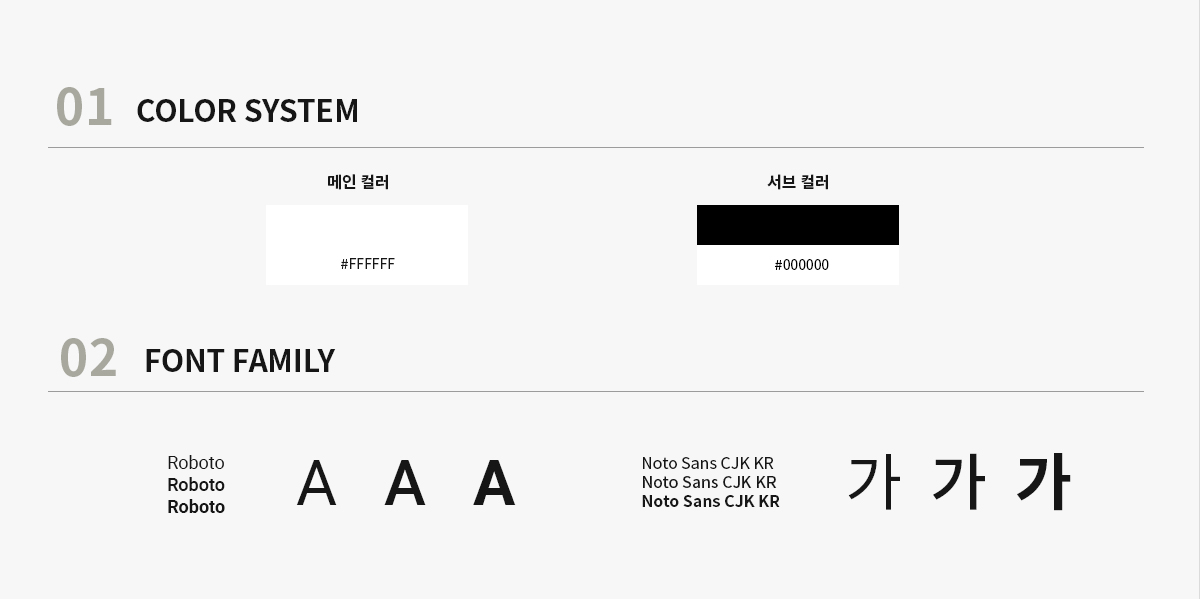 01 COLOR SYSTEM
메인 컬러
서브 컬러
#FFFFFF
#000000
02 FONT FAMILY
Roboto
Roboto
Roboto
A A A
Noto Sans CJK KR
Noto Sans CJK KR
Noto Sans CJK KR
가 가 가